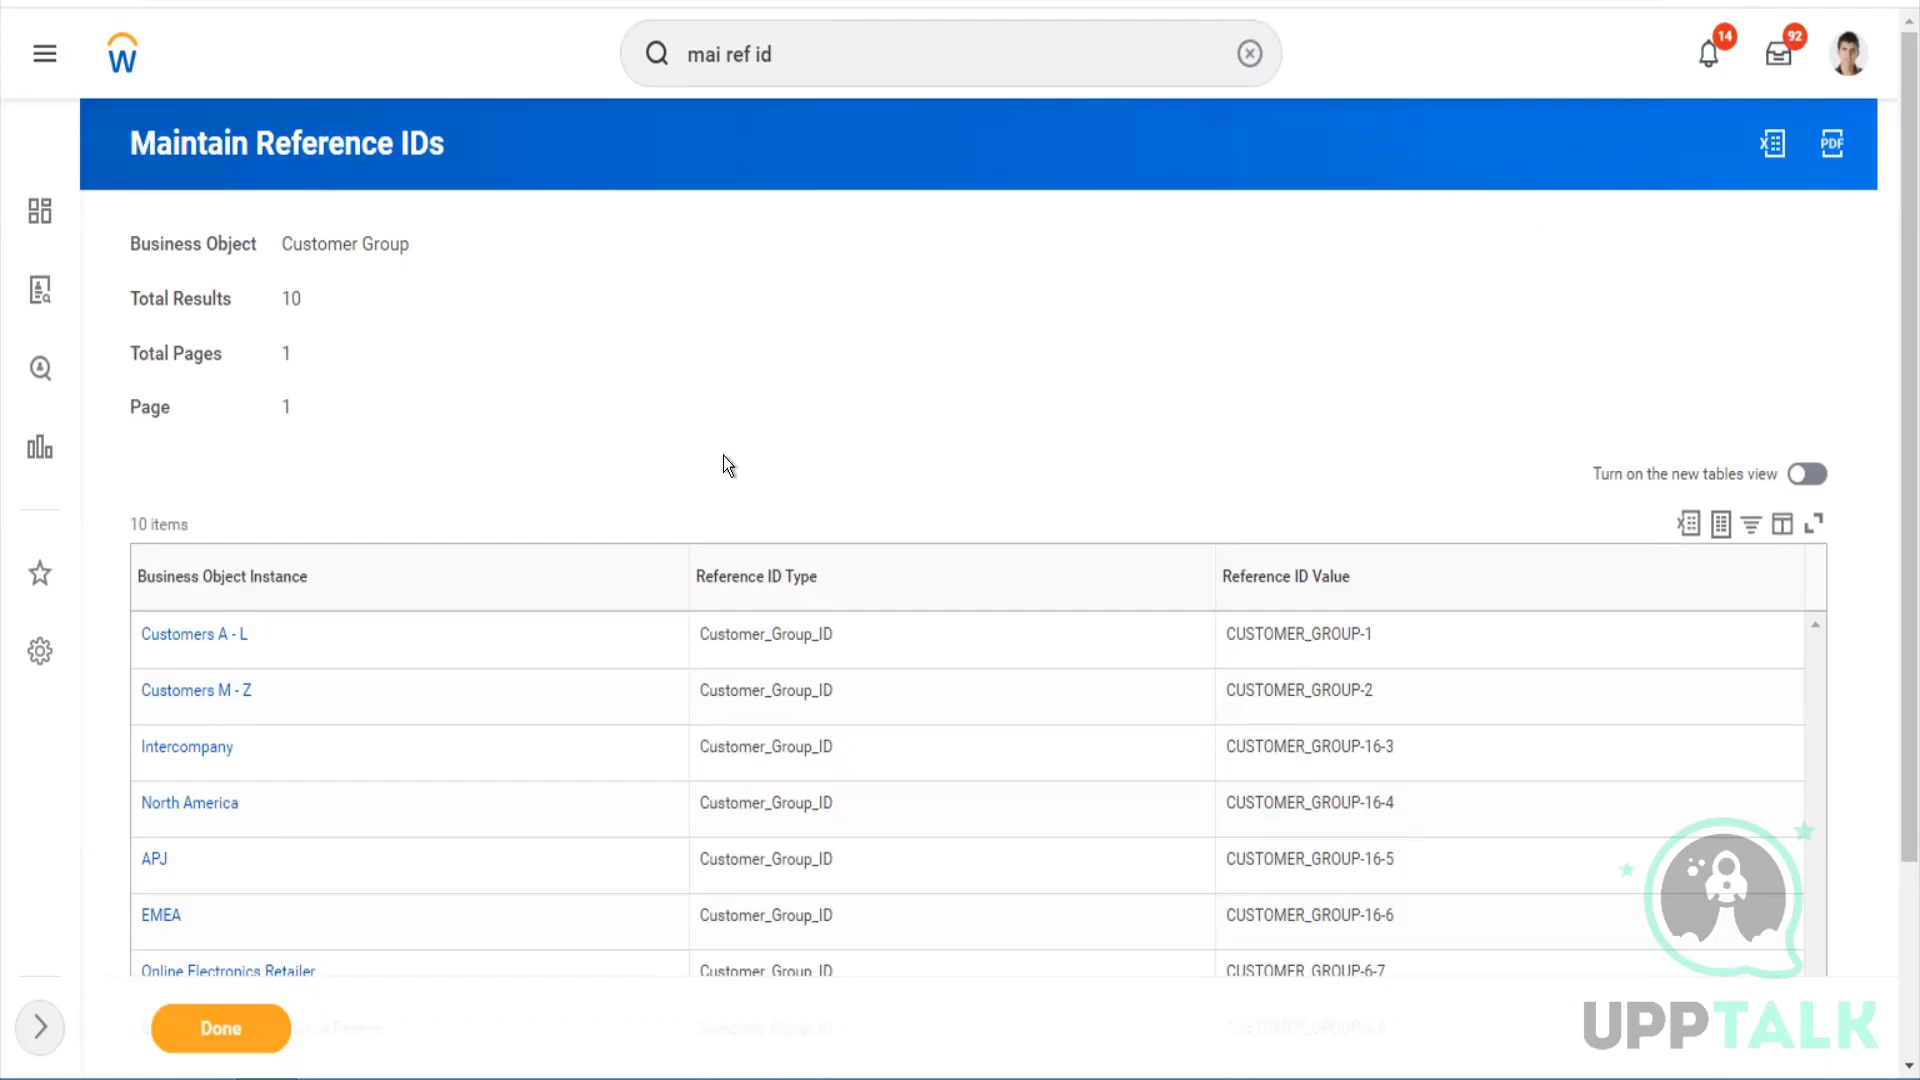 W
mai ref id
14
92
Maintain Reference IDs
X
PDF
Business Object Customer Group
Total Results 10
Total Pages 1
Page 1
Turn on the new tables view
10 items
X
Business Object Instance Reference ID Type Reference ID Value
Customers A - L Customer_Group_ID CUSTOMER_GROUP-1
Customers M - Z Customer_Group_ID CUSTOMER_GROUP-2
Intercompany Customer_Group_ID CUSTOMER_GROUP-16-3
North America Customer_Group_ID CUSTOMER_GROUP-16-4
APJ Customer_Group_ID CUSTOMER_GROUP-16-5
EMEA Customer_Group_ID CUSTOMER_GROUP-16-6
Online Electronics Retailer Customer_Group_ID CUSTOMER_GROUP-6-7
Done
UPPTALK